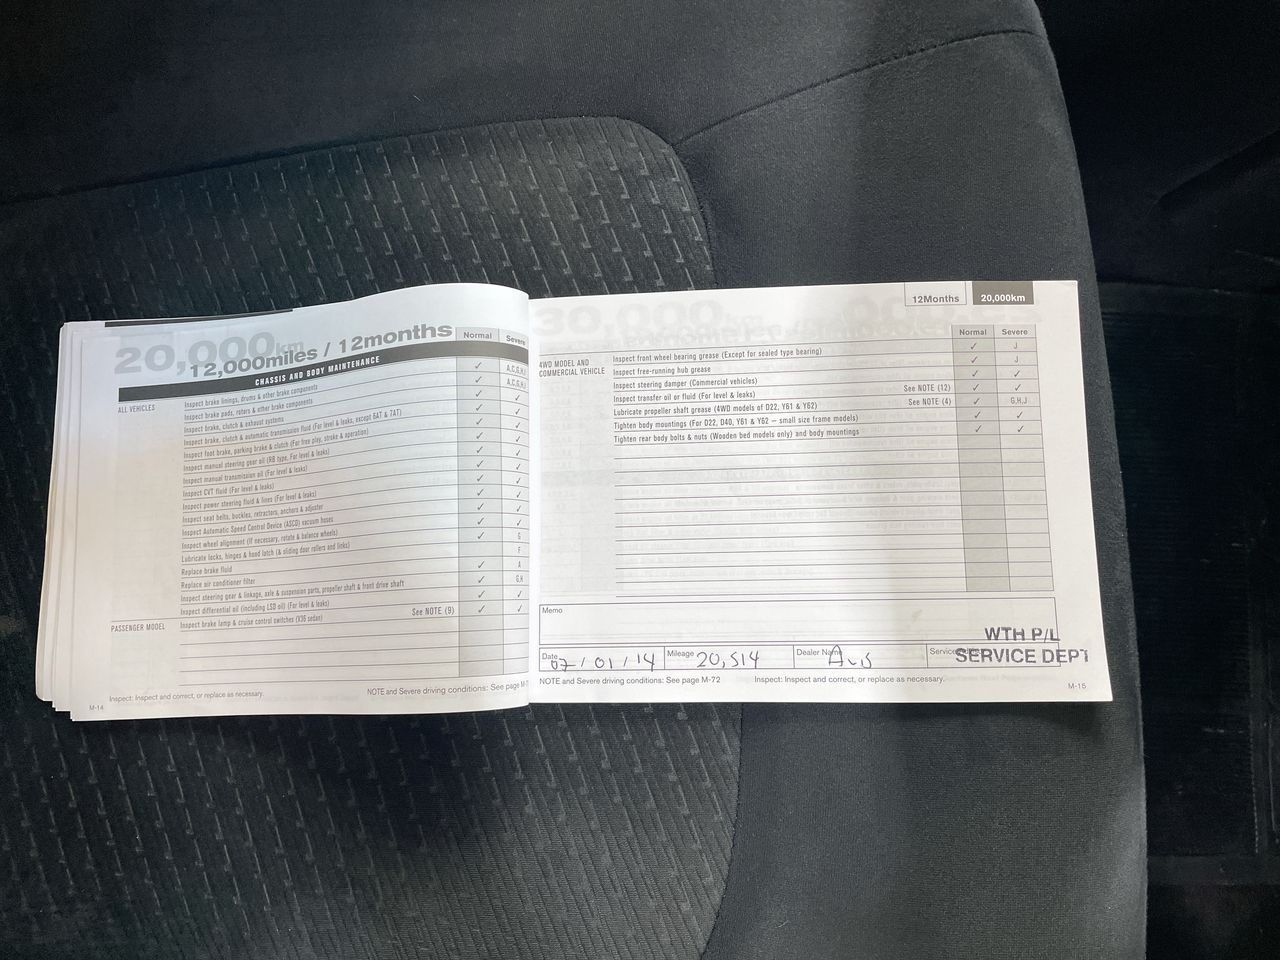 20,000km
12,000miles / 12months
Normal Severe
CHASSIS AND BODY MAINTENANCE
ALL VEHICLES
Inspect brake linings, drums & other brake components ✓ A,C,G,H,I
Inspect brake pads, rotors & other brake components ✓ A,C,G,H,I
Inspect brake, clutch & exhaust systems ✓ ✓
Inspect brake, clutch & automatic transmission fluid (For level & leaks, except 6AT & 7AT) ✓ ✓
Inspect foot brake, parking brake & clutch (For free play, stroke & operation) ✓ ✓
Inspect manual steering gear oil (RB type, For level & leaks) ✓ ✓
Inspect manual transmission oil (For level & leaks) ✓ ✓
Inspect CVT fluid (For level & leaks) ✓ ✓
Inspect power steering fluid & lines (For level & leaks) ✓ ✓
Inspect seat belts, buckles, retractors, anchors & adjuster ✓ ✓
Inspect Automatic Speed Control Device (ASCD) vacuum hoses ✓ ✓
Inspect wheel alignment (If necessary, rotate & balance wheels) ✓ ✓
Lubricate locks, hinges & hood latch (& sliding door rollers and links) ✓ G
Replace brake fluid F
Replace air conditioner filter ✓ A
Inspect steering gear & linkage, axle & suspension parts, propeller shaft & front drive shaft ✓ G,H
Inspect differential oil (including LSD oil) (For level & leaks) See NOTE (9) ✓ ✓
PASSENGER MODEL Inspect brake lamp & cruise control switches (X36 sedan) ✓ ✓
Inspect: Inspect and correct, or replace as necessary.
NOTE and Severe driving conditions: See page M-7
M-14
12Months 20,000km
30,000km
Normal Severe
4WD MODEL AND COMMERCIAL VEHICLE
Inspect front wheel bearing grease (Except for sealed type bearing) ✓ J
Inspect free-running hub grease ✓ J
Inspect steering damper (Commercial vehicles) ✓ ✓
Inspect transfer oil or fluid (For level & leaks) See NOTE (12) ✓ ✓
Lubricate propeller shaft grease (4WD models of D22, Y61 & Y62) See NOTE (4) ✓ G,H,J
Tighten body mountings (For D22, D40, Y61 & Y62 – small size frame models) ✓ ✓
Tighten rear body bolts & nuts (Wooden bed models only) and body mountings ✓ ✓
Memo
WTH P/L
SERVICE DEPT
Date 07/01/14 Mileage 20,514 Dealer Name Avis
NOTE and Severe driving conditions: See page M-72
Inspect: Inspect and correct, or replace as necessary.
M-15